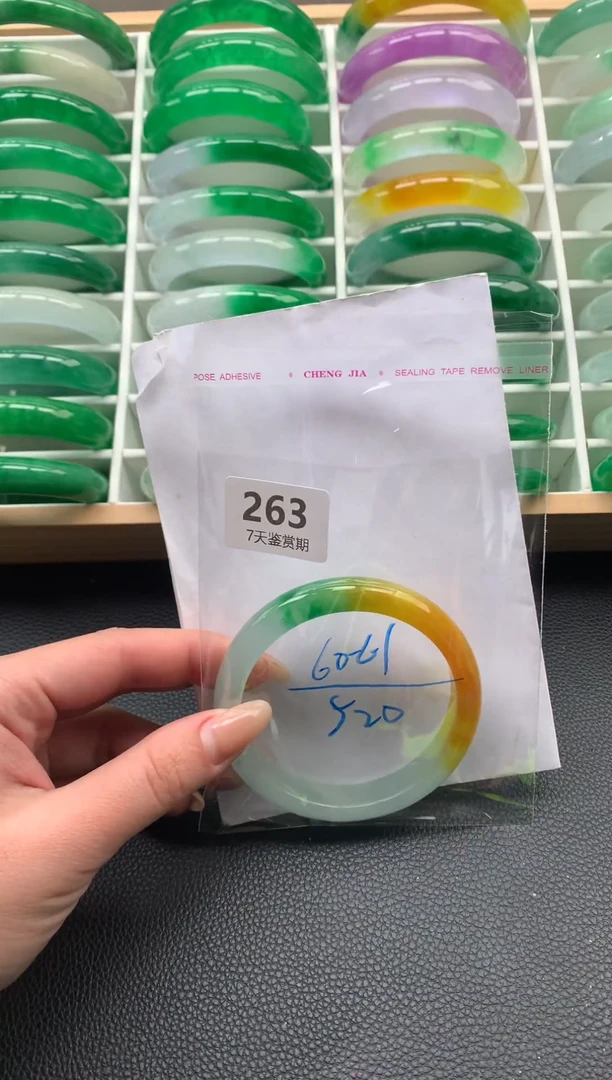 POSE ADHESIVE CHENG JIA SEALING TAPE REMOVE LINER
263
7天鉴赏期
6061
520